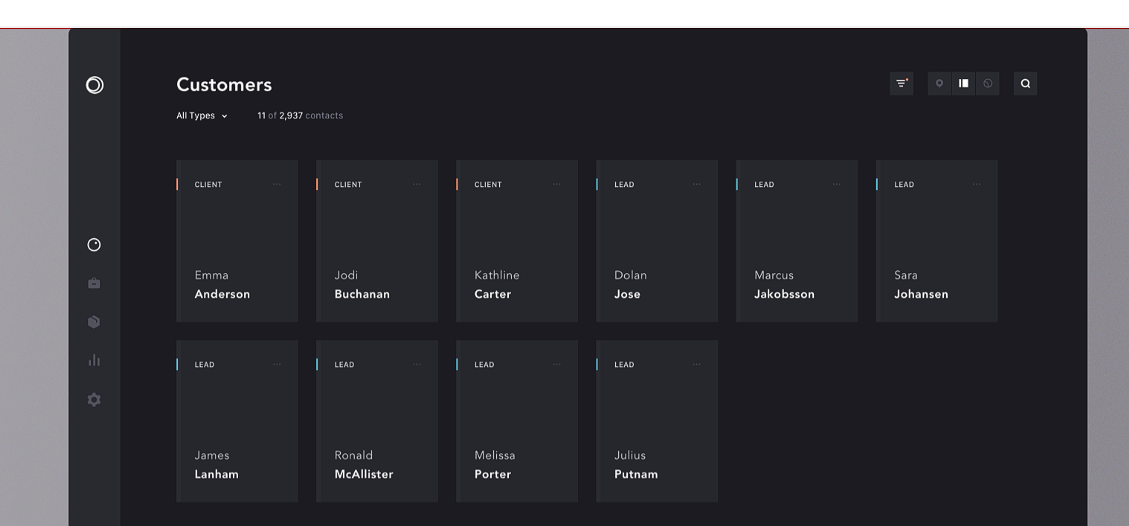 Customers
All Types
11 of 2,937 contacts
CLIENT
Emma
Anderson
CLIENT
Jodi
Buchanan
CLIENT
Kathline
Carter
LEAD
Dolan
Jose
LEAD
Marcus
Jakobsson
LEAD
Sara
Johansen
LEAD
James
Lanham
LEAD
Ronald
McAllister
LEAD
Melissa
Porter
LEAD
Julius
Putnam